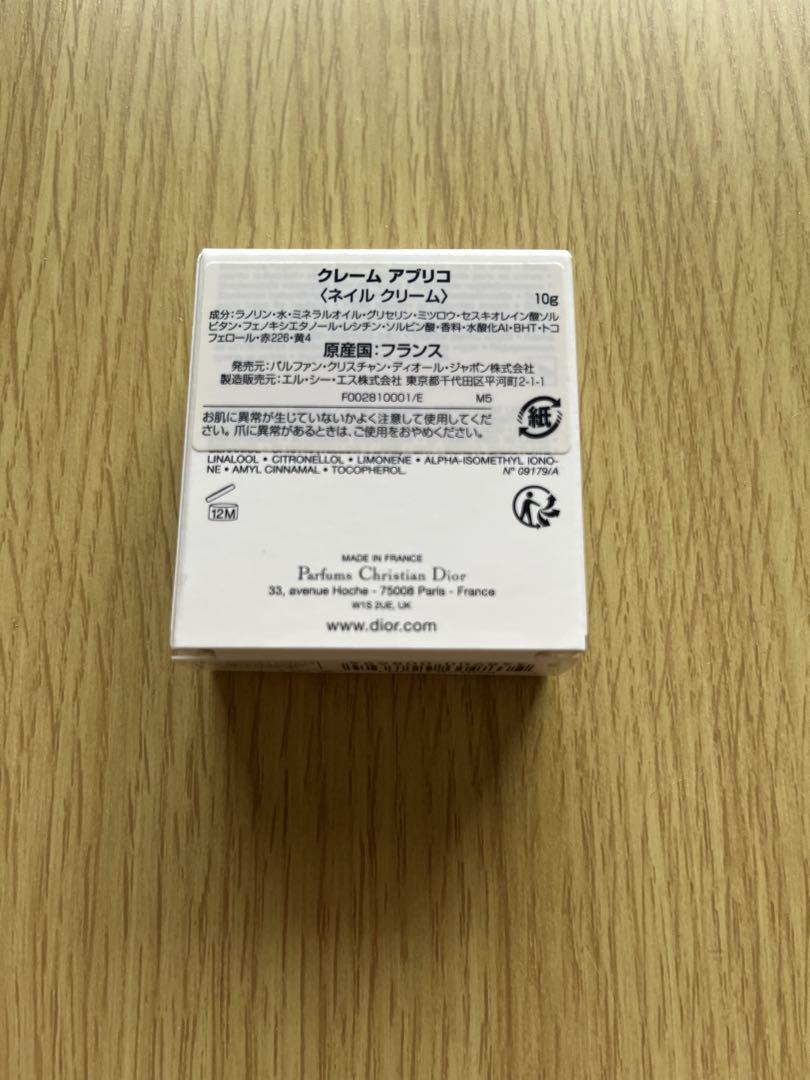 クレーム アブリコ
〈ネイル クリーム〉 10g
成分:ラノリン・水・ミネラルオイル・グリセリン・ミツロウ・セスキオレイン酸ソル
ビタン・フェノキシエタノール・レシチン・ソルビン酸・香料・水酸化Al・BHT・トコ
フェロール・赤226・黄4
原産国:フランス
発売元:パルファン・クリスチャン・ディオール・ジャポン株式会社
製造販売元:エル・シー・エス株式会社 東京都千代田区平河町2-1-1
F002810001/E M5
お肌に異常が生じていないかよく注意して使用してくだ
さい。爪に異常があるときは、ご使用をおやめください。
紙
LINALOOL • CITRONELLOL • LIMONENE • ALPHA-ISOMETHYL IONO-
NE • AMYL CINNAMAL • TOCOPHEROL. N° 09179/A
12M
MADE IN FRANCE
Parfums Christian Dior
33, avenue Hoche - 75008 Paris - France
W1S 2UE, UK
www.dior.com